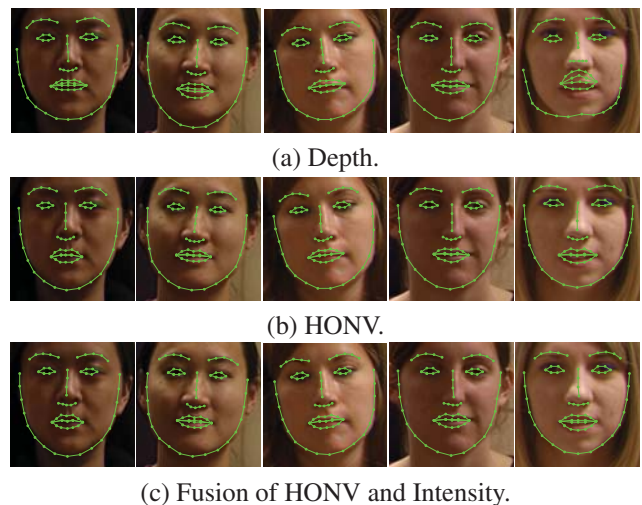 (a) Depth.
(b) HONV.
(c) Fusion of HONV and Intensity.